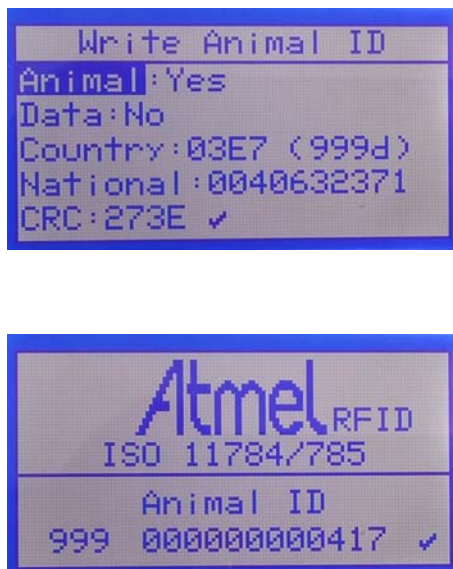 Write Animal ID
Animal:Yes
Data:No
Country:03E7 (999d)
National:0040632371
CRC:273E ✔
Atmel RFID
ISO 11784/785
Animal ID
999 000000000417 ✔